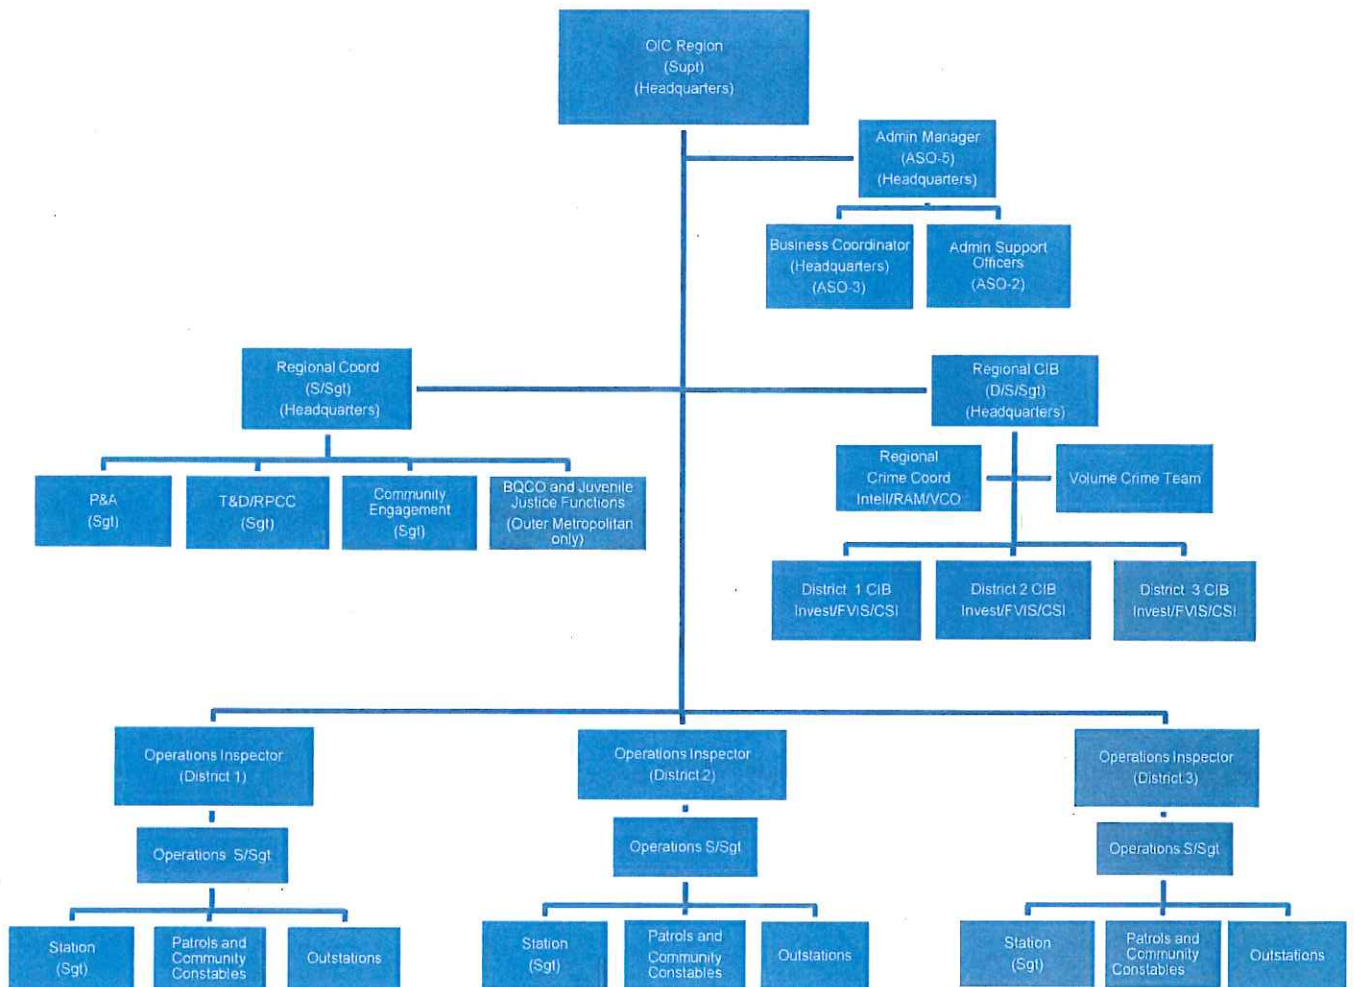 OIC Region
(Supt)
(Headquarters)
Admin Manager
(ASO-5)
(Headquarters)
Business Coordinator
(Headquarters)
(ASO-3)
Admin Support
Officers
(ASO-2)
Regional Coord
(S/Sgt)
(Headquarters)
Regional CIB
(D/S/Sgt)
(Headquarters)
P&A
(Sgt)
T&D/RPCC
(Sgt)
Community
Engagement
(Sgt)
BQCO and Juvenile
Justice Functions
(Outer Metropolitan
only)
Regional
Crime Coord
Intell/RAM/VCO
Volume Crime Team
District 1 CIB
Invest/FVIS/CSI
District 2 CIB
Invest/FVIS/CSI
District 3 CIB
Invest/FVIS/CSI
Operations Inspector
(District 1)
Operations Inspector
(District 2)
Operations Inspector
(District 3)
Operations S/Sgt
Operations S/Sgt
Operations S/Sgt
Station
(Sgt)
Patrols and
Community
Constables
Outstations
Station
(Sgt)
Patrols and
Community
Constables
Outstations
Station
(Sgt)
Patrols and
Community
Constables
Outstations